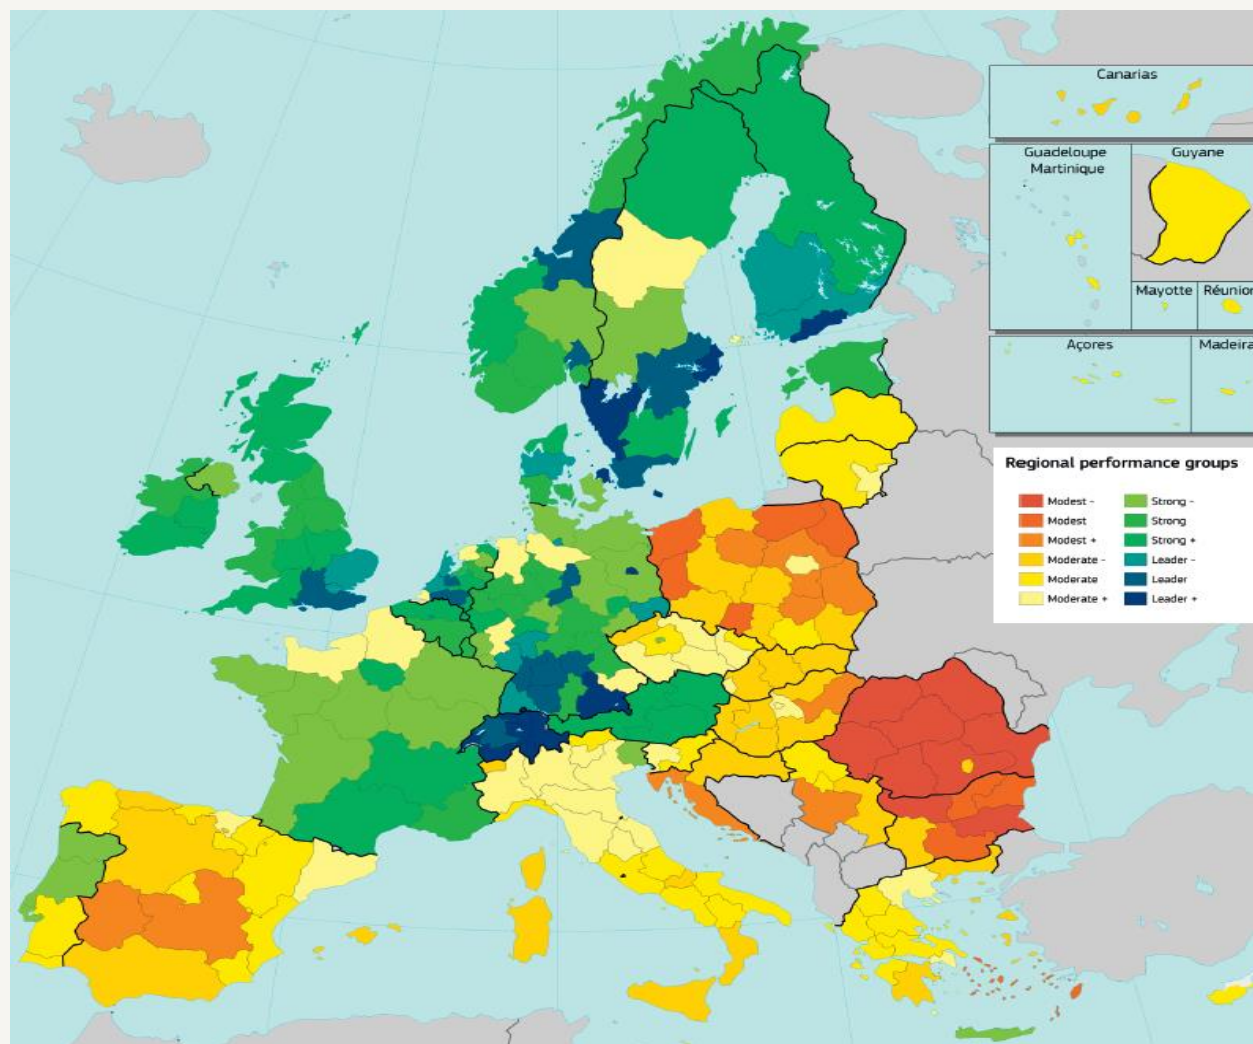 Canarias
Guadeloupe
Martinique
Guyane
Mayotte
Réunion
Açores
Madeira
Regional performance groups
Modest -
Modest
Modest +
Moderate -
Moderate
Moderate +
Strong -
Strong
Strong +
Leader -
Leader
Leader +